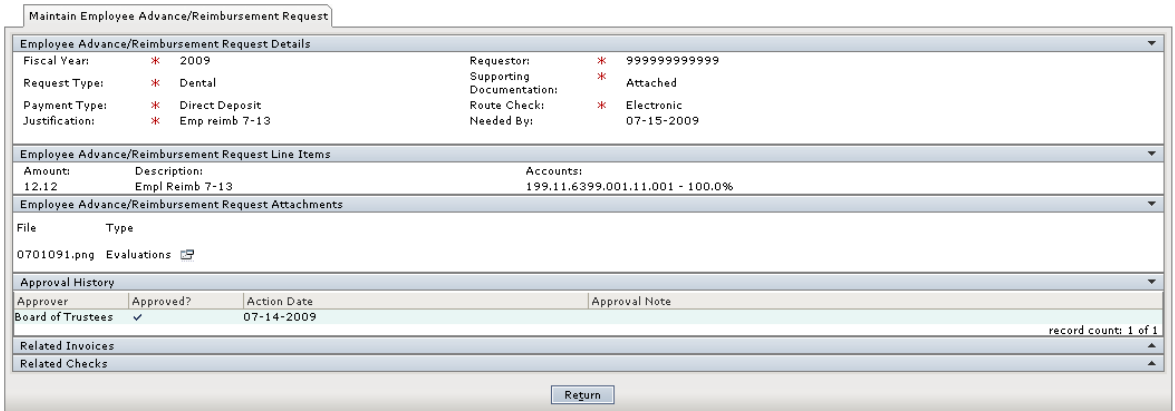 Maintain Employee Advance/Reimbursement Request
Employee Advance/Reimbursement Request Details
Fiscal Year: * 2009 Requestor: * 999999999999
Request Type: * Dental Supporting Documentation: * Attached
Payment Type: * Direct Deposit Route Check: * Electronic
Justification: * Emp reimb 7-13 Needed By: 07-15-2009
Employee Advance/Reimbursement Request Line Items
Amount: Description: Accounts:
12.12 Empl Reimb 7-13 199.11.6399.001.11.001 - 100.0%
Employee Advance/Reimbursement Request Attachments
File Type
0701091.png Evaluations
Approval History
Approver Approved? Action Date Approval Note
Board of Trustees ✓ 07-14-2009
record count: 1 of 1
Related Invoices
Related Checks
Return